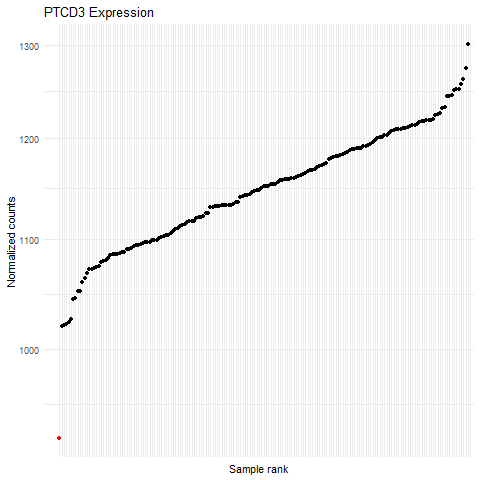 PTCD3 Expression
1300
1200
1100
1000
Normalized counts
Sample rank